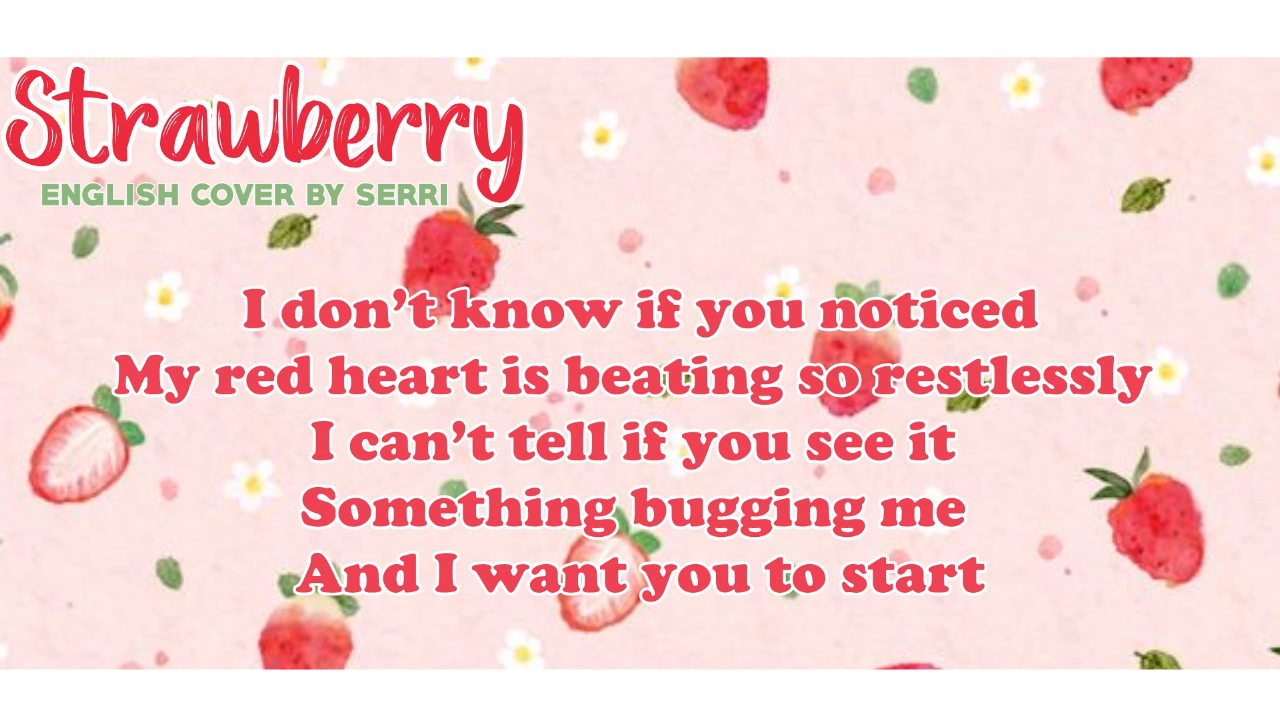 Strawberry
ENGLISH COVER BY SERRI
I don’t know if you noticed
My red heart is beating so restlessly
I can’t tell if you see it
Something bugging me
And I want you to start